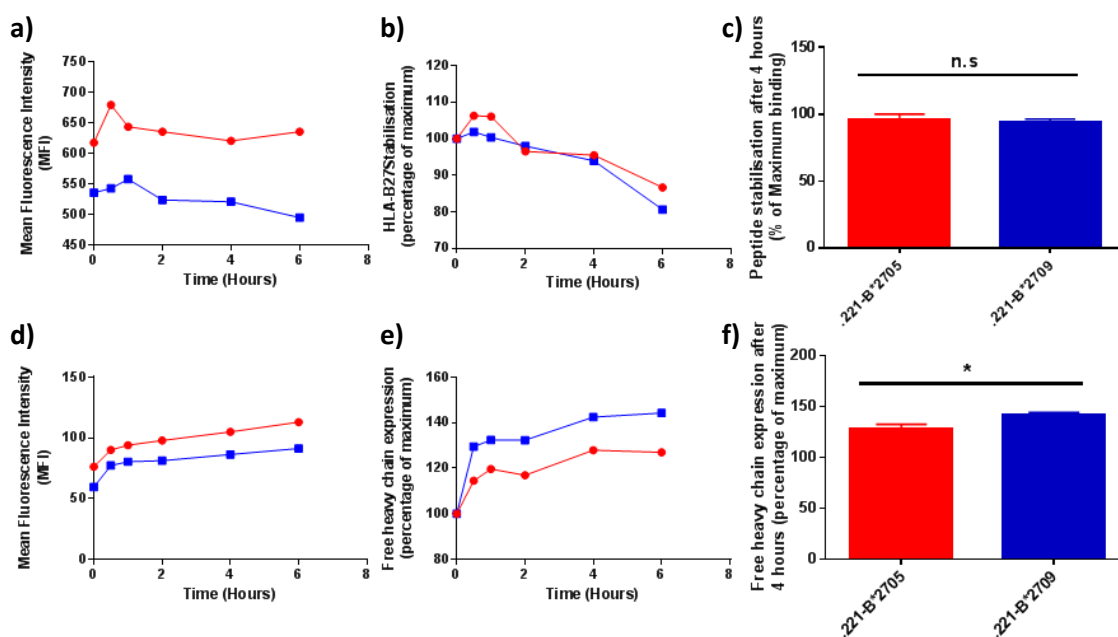 a)
Mean Fluorescence Intensity
(MFI)
750
700
650
600
550
500
450
0 2 4 6 8
Time (Hours)
b)
HLA-B27Stabilisation
(percentage of maximum)
120
110
100
90
80
70
0 2 4 6 8
Time (Hours)
c)
Peptide stabilisation after 4 hours
(% of Maximum binding)
150
100
50
0
n.s
.221-B*2705
.221-B*2709
d)
Mean Fluorescence Intensity
(MFI)
150
100
50
0
0 2 4 6 8
Time (Hours)
e)
Free heavy chain expression
(percentage of maximum)
160
140
120
100
80
0 2 4 6 8
Time (Hours)
f)
Free heavy chain expression after
4 hours (percentage of maximum)
200
150
100
50
0
*
.221-B*2705
.221-B*2709